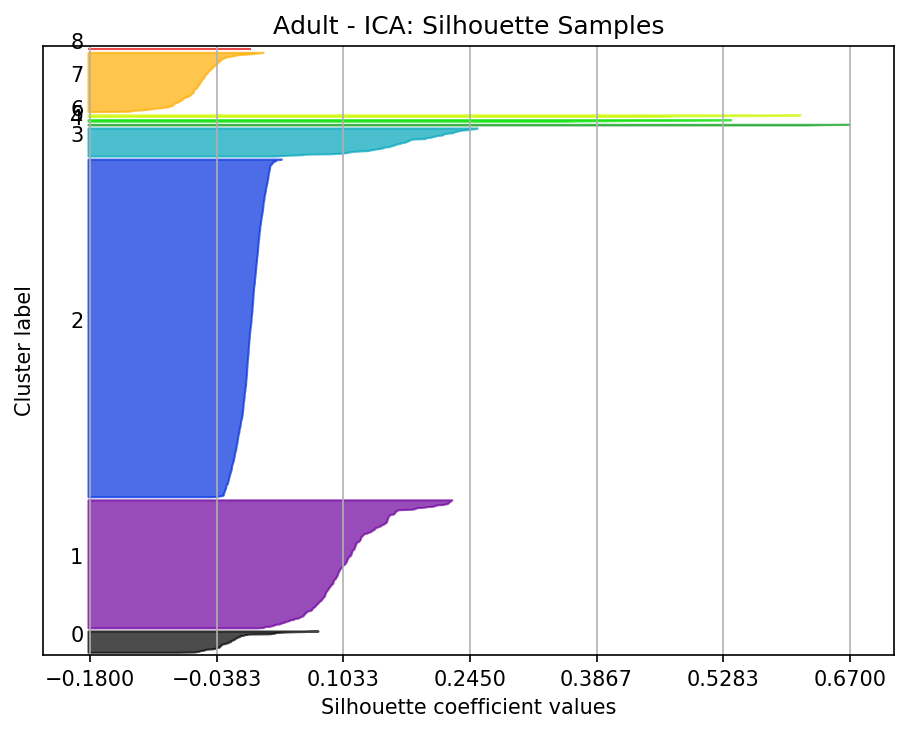 Adult - ICA: Silhouette Samples
8
7
6
4
3
2
1
0
Cluster label
−0.1800 −0.0383 0.1033 0.2450 0.3867 0.5283 0.6700
Silhouette coefficient values